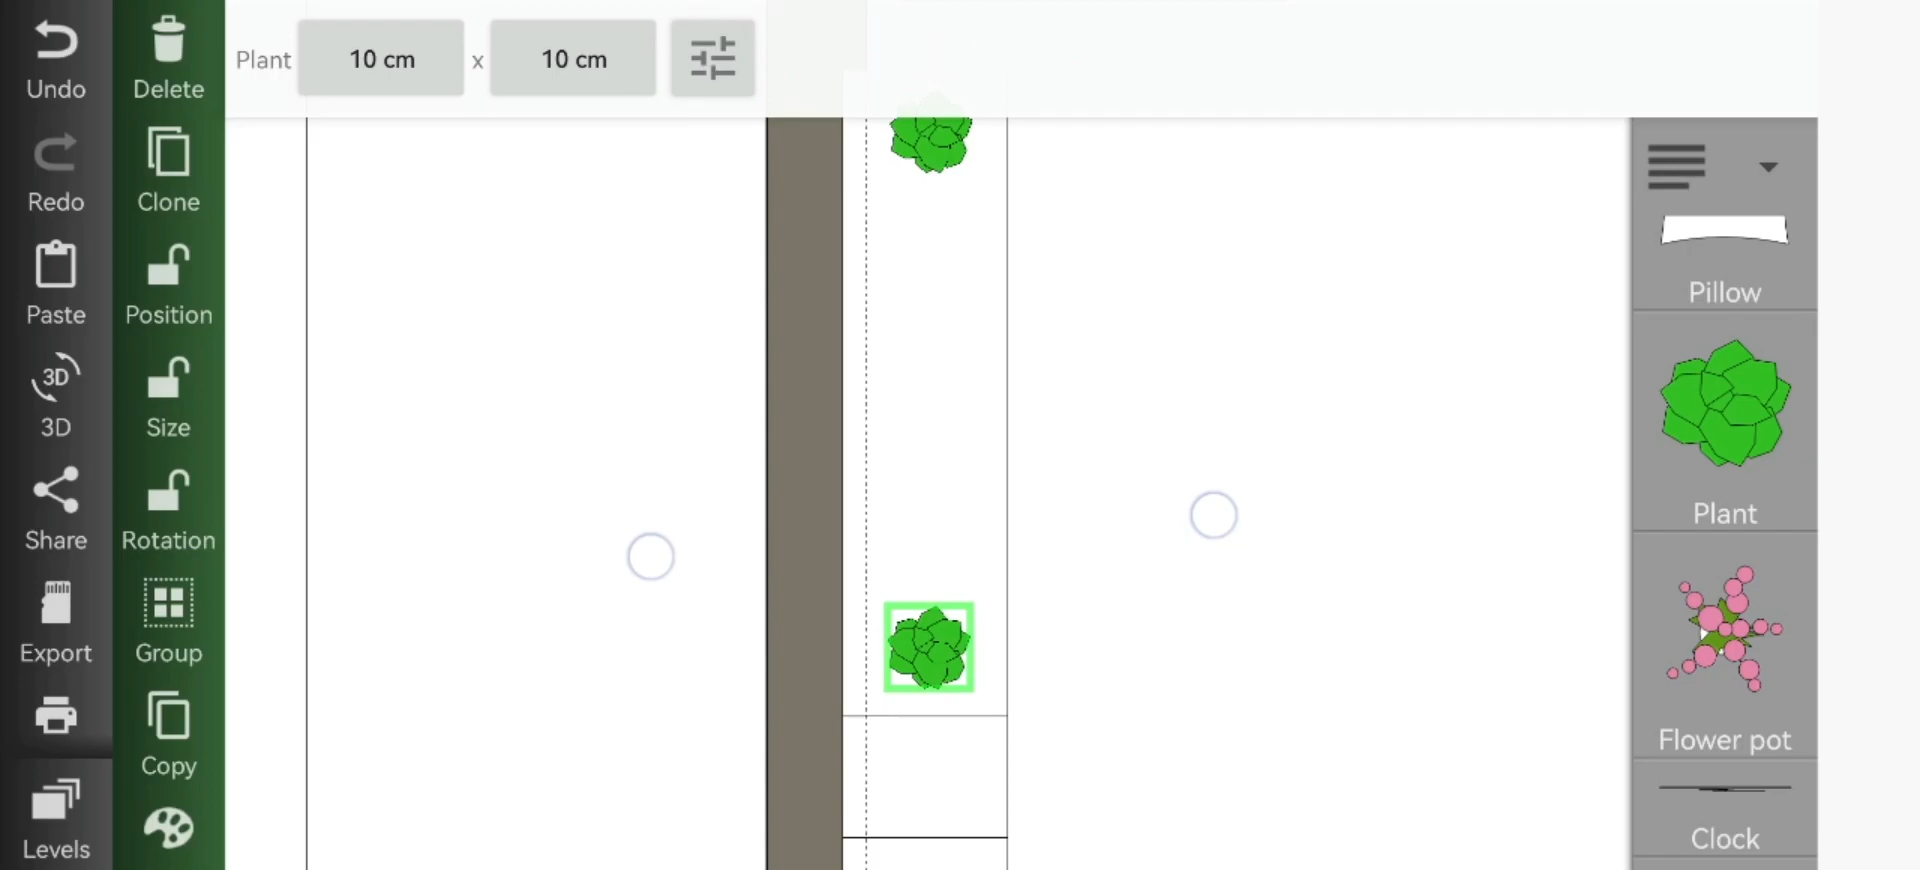 Undo
Redo
Paste
3D
3D
Share
Export
Levels
Delete
Clone
Position
Size
Rotation
Group
Copy
Plant 10 cm x 10 cm
Pillow
Plant
Flower pot
Clock